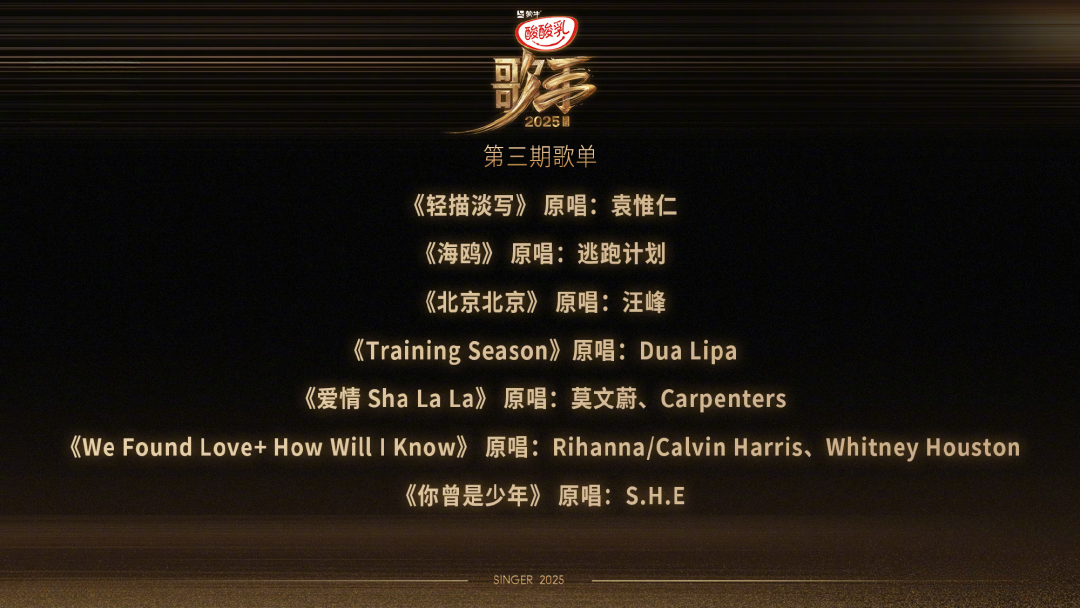 蒙牛
酸酸乳
歌手
2025
第三期歌单
《轻描淡写》 原唱：袁惟仁
《海鸥》 原唱：逃跑计划
《北京北京》 原唱：汪峰
《Training Season》原唱：Dua Lipa
《爱情 Sha La La》 原唱：莫文蔚、Carpenters
《We Found Love+ How Will I Know》 原唱：Rihanna/Calvin Harris、Whitney Houston
《你曾是少年》 原唱：S.H.E
SINGER 2025